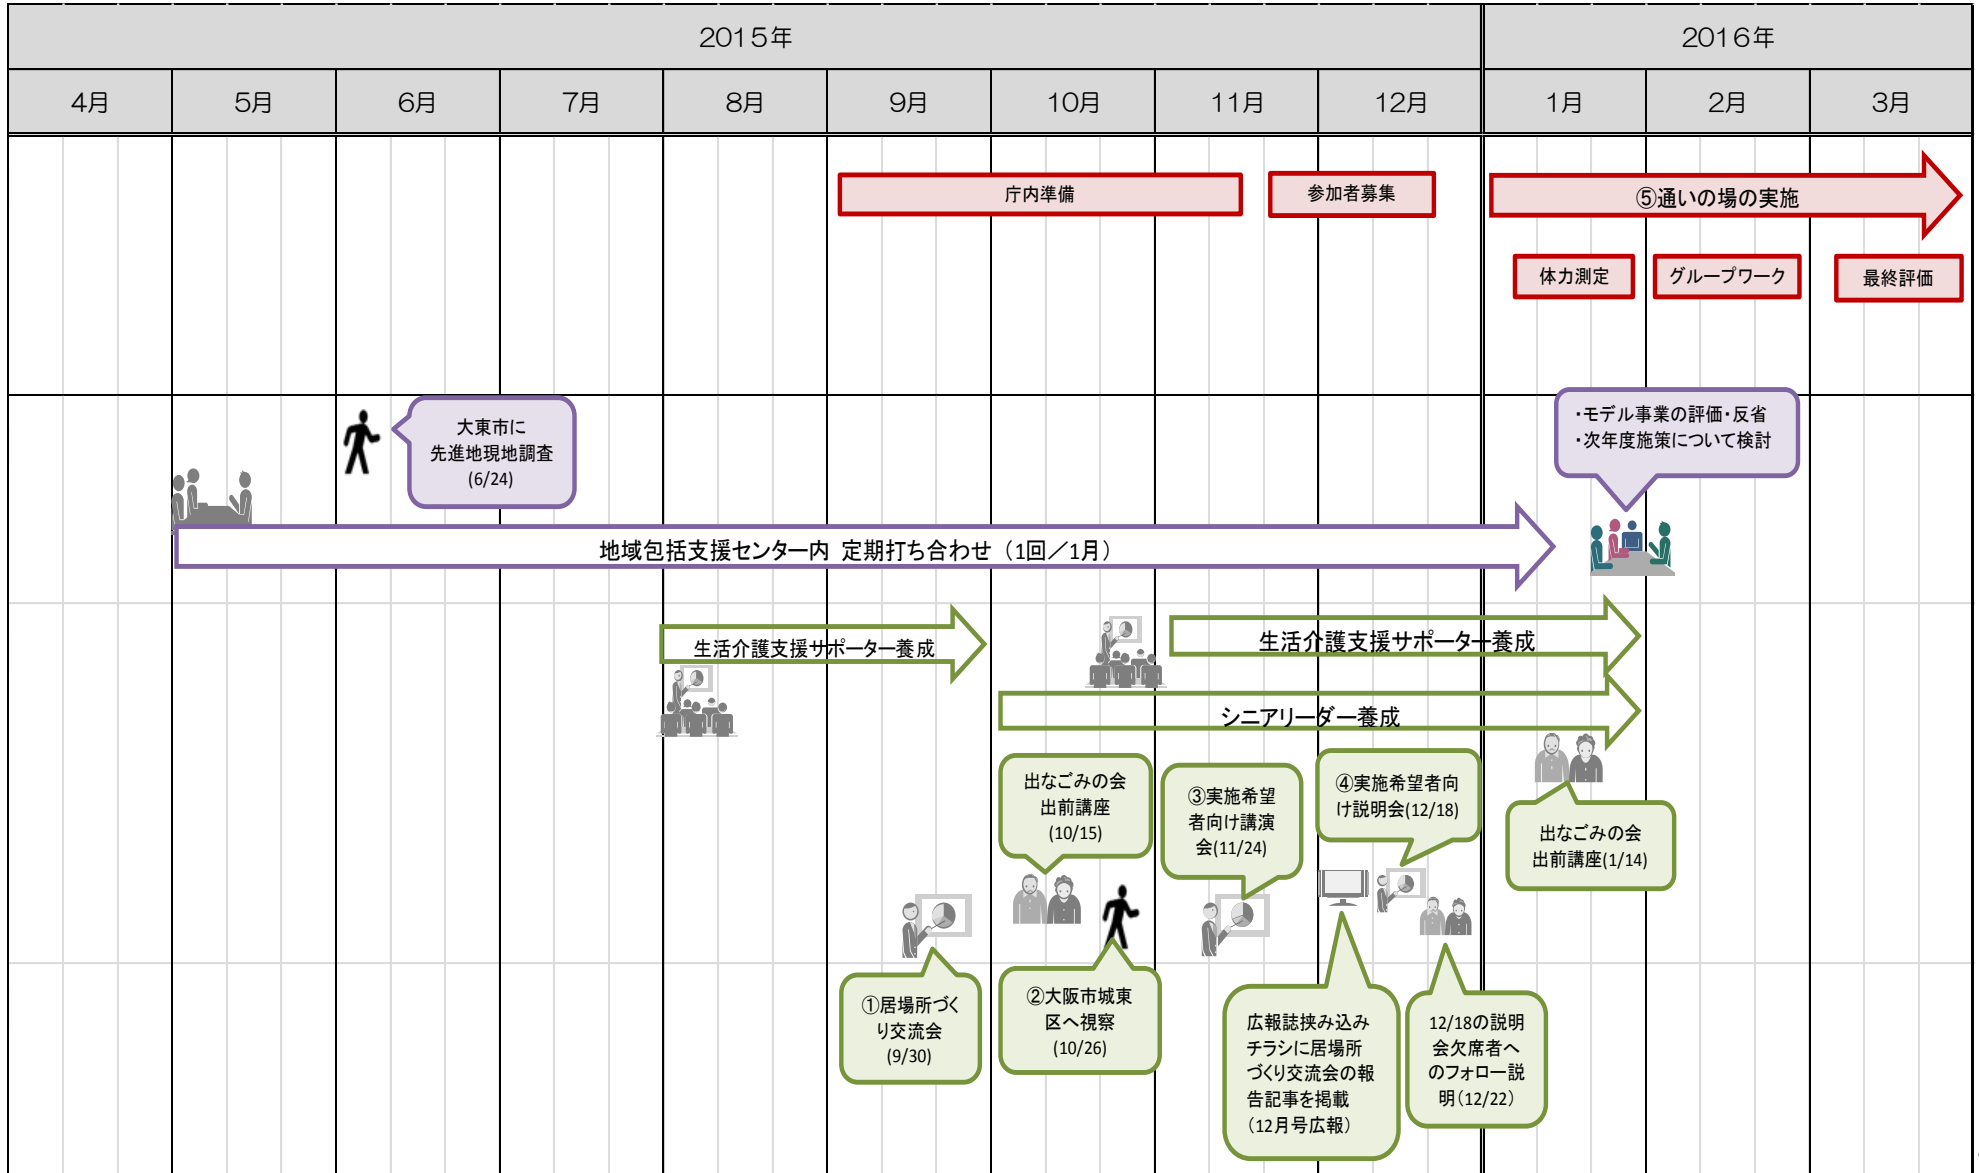 2015年
2016年
4月
5月
6月
7月
8月
9月
10月
11月
12月
1月
2月
3月
庁内準備
参加者募集
⑤通いの場の実施
体力測定
グループワーク
最終評価
大東市に
先進地現地調査
(6/24)
・モデル事業の評価・反省
・次年度施策について検討
地域包括支援センター内 定期打ち合わせ（1回／1月）
生活介護支援サポーター養成
生活介護支援サポーター養成
シニアリーダー養成
出なごみの会
出前講座
(10/15)
③実施希望
者向け講演
会(11/24)
④実施希望者向
け説明会(12/18)
出なごみの会
出前講座(1/14)
①居場所づく
り交流会
(9/30)
②大阪市城東
区へ視察
(10/26)
広報誌挟み込み
チラシに居場所
づくり交流会の報
告記事を掲載
（12月号広報）
12/18の説明
会欠席者へ
のフォロー説
明（12/22）